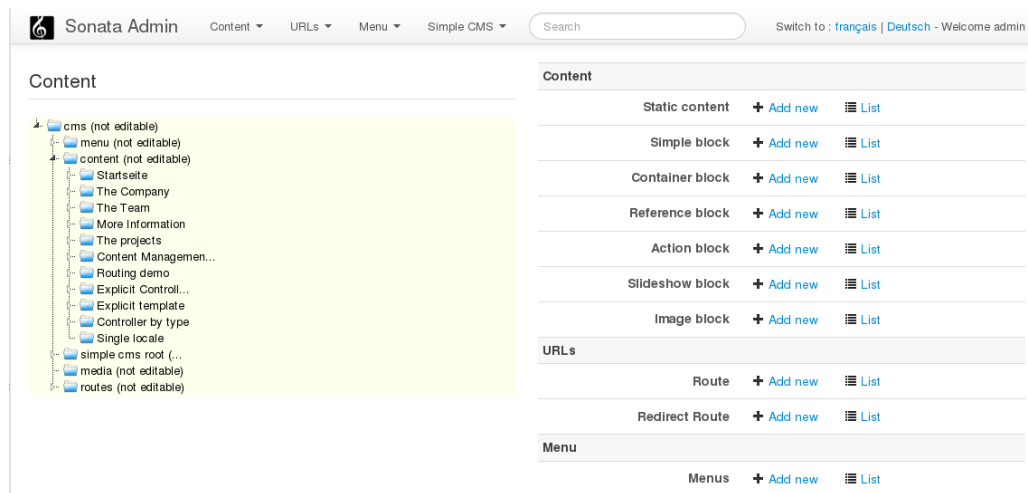 Sonata Admin Content URLs Menu Simple CMS Search Switch to : français | Deutsch - Welcome admin
Content
cms (not editable)
menu (not editable)
content (not editable)
Startseite
The Company
The Team
More Information
The projects
Content Managemen...
Routing demo
Explicit Controll...
Explicit template
Controller by type
Single locale
simple cms root (...
media (not editable)
routes (not editable)
Content
Static content Add new List
Simple block Add new List
Container block Add new List
Reference block Add new List
Action block Add new List
Slideshow block Add new List
Image block Add new List
URLs
Route Add new List
Redirect Route Add new List
Menu
Menus Add new List